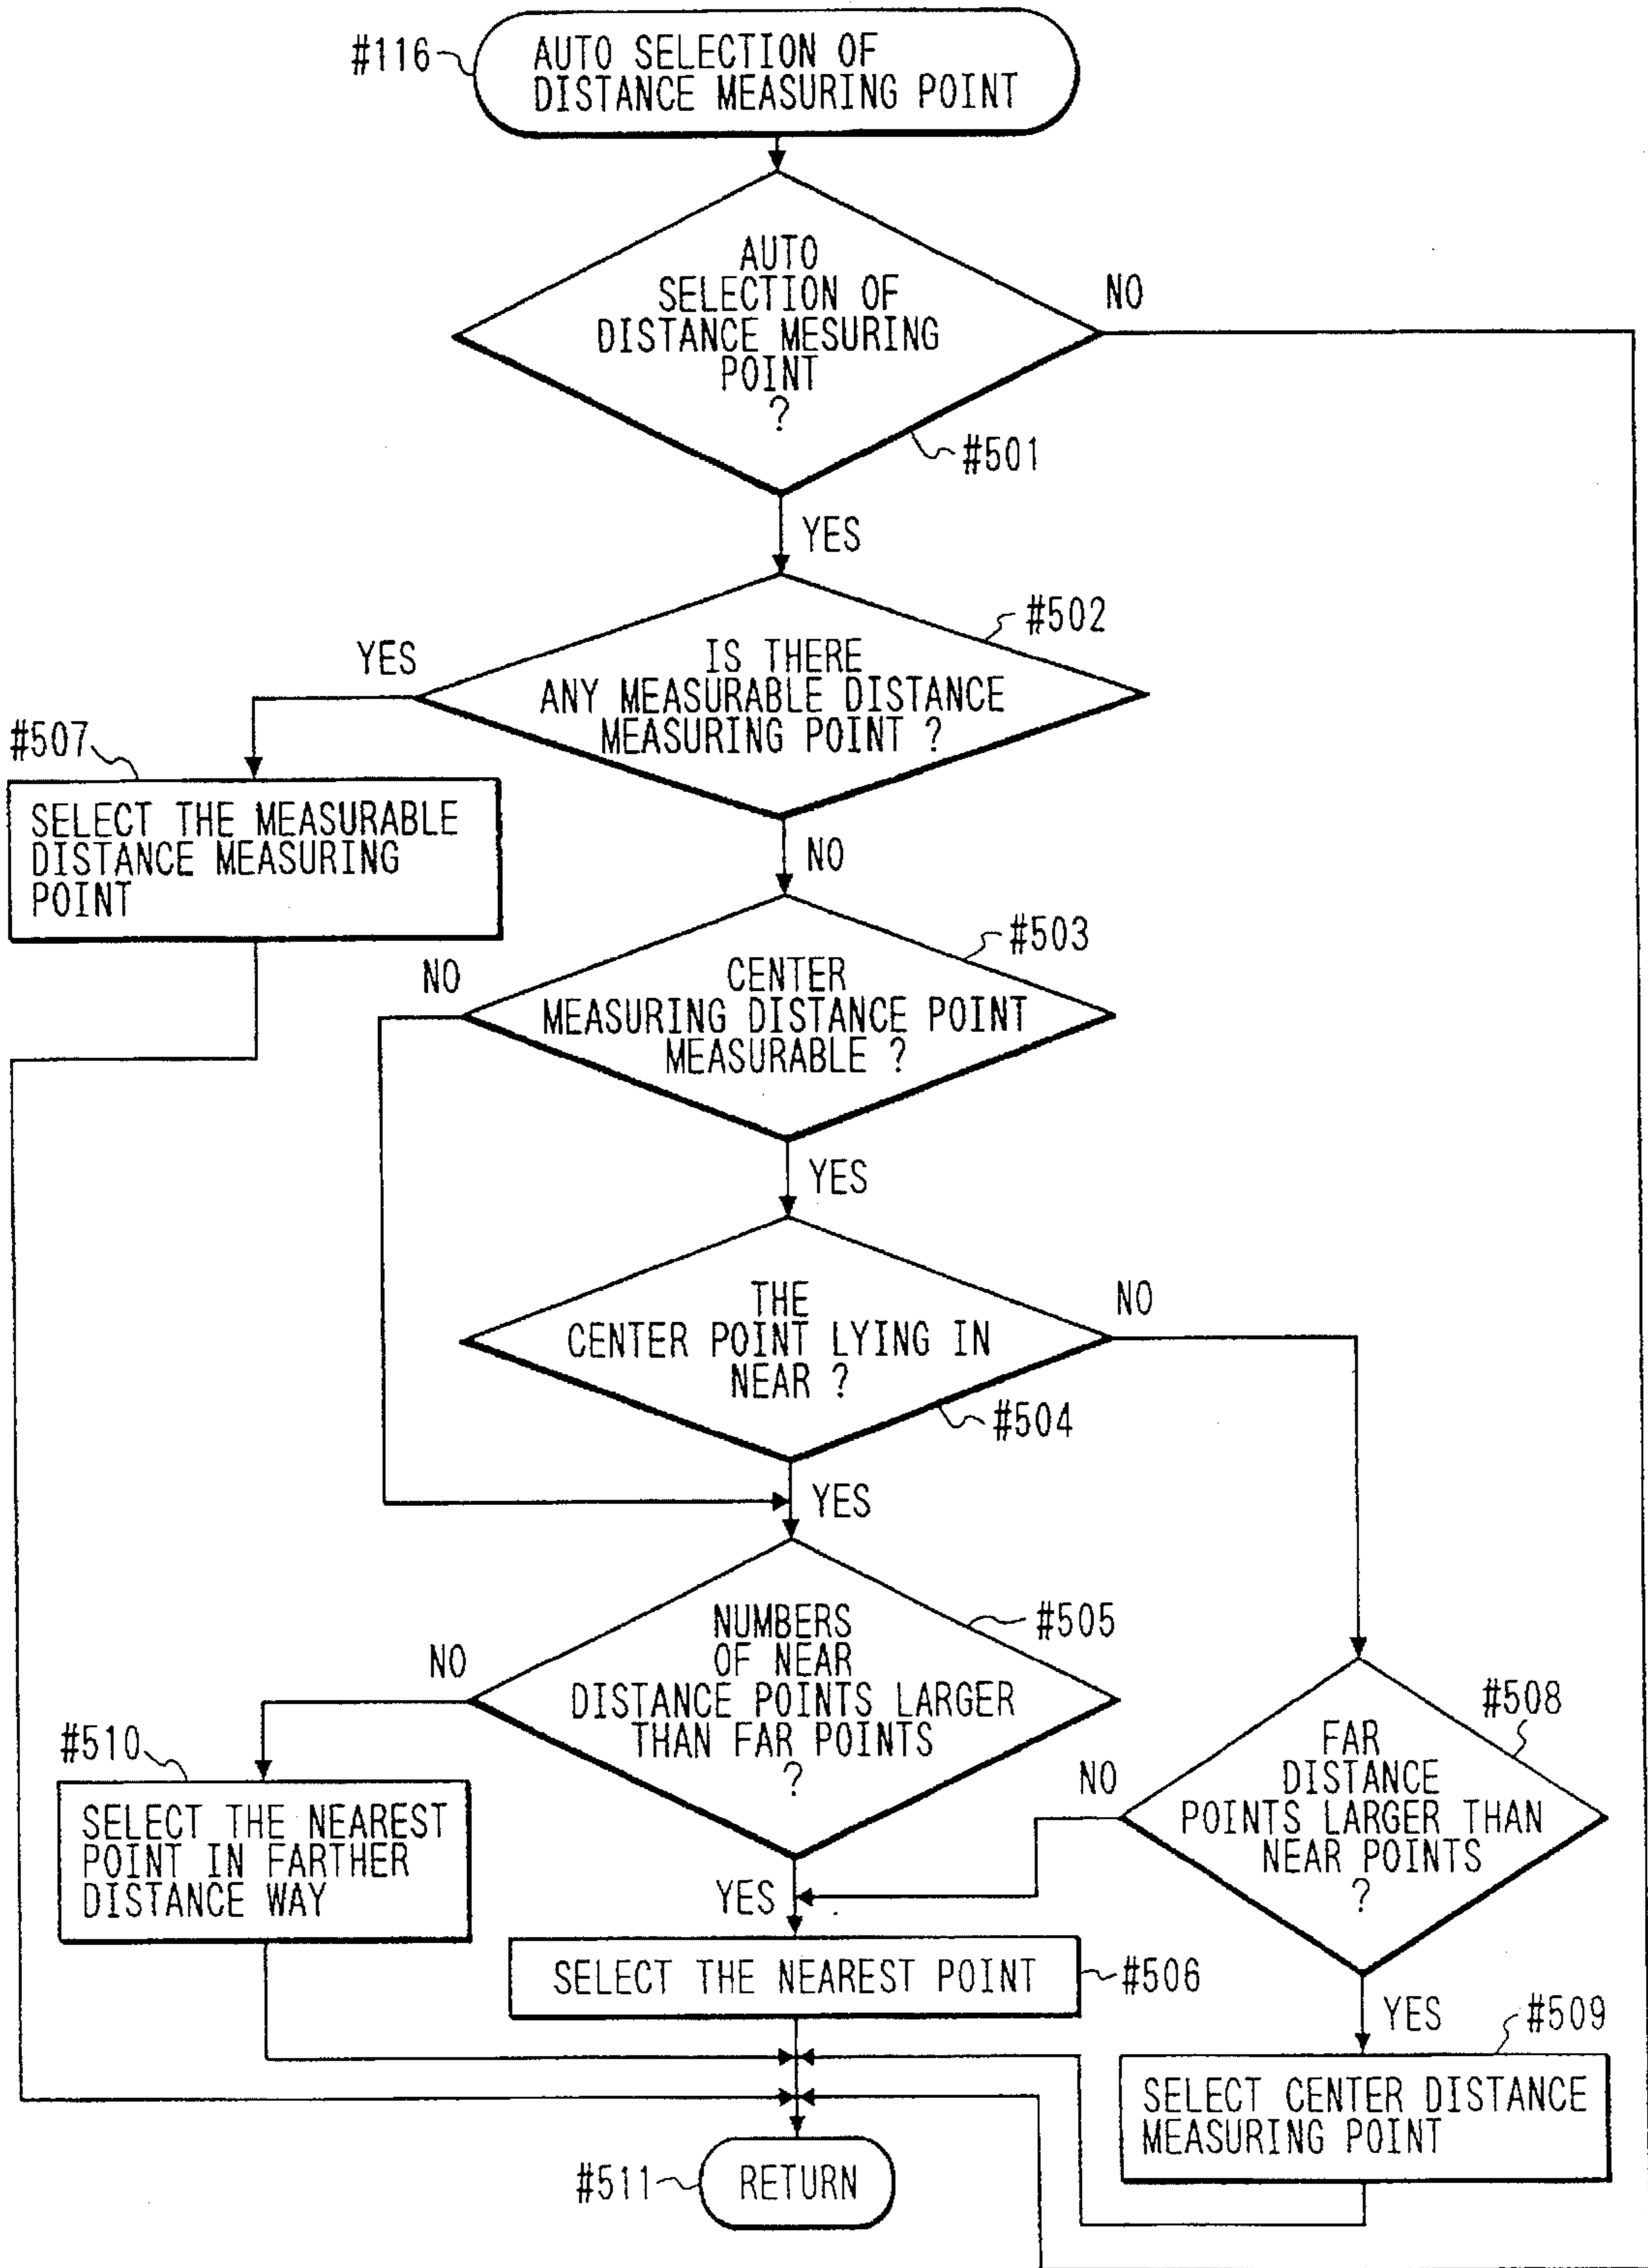 #116
AUTO SELECTION OF
DISTANCE MEASURING POINT
AUTO
SELECTION OF
DISTANCE MESURING
POINT
?
NO
#501
YES
#502
IS THERE
ANY MEASURABLE DISTANCE
MEASURING POINT ?
YES
#507
SELECT THE MEASURABLE
DISTANCE MEASURING
POINT
NO
#503
CENTER
MEASURING DISTANCE POINT
MEASURABLE ?
NO
YES
THE
CENTER POINT LYING IN
NEAR ?
NO
#504
YES
#505
NUMBERS
OF NEAR
DISTANCE POINTS LARGER
THAN FAR POINTS
?
NO
#510
SELECT THE NEAREST
POINT IN FARTHER
DISTANCE WAY
#508
FAR
DISTANCE
POINTS LARGER THAN
NEAR POINTS
?
NO
YES
SELECT THE NEAREST POINT
#506
YES
#509
SELECT CENTER DISTANCE
MEASURING POINT
#511
RETURN